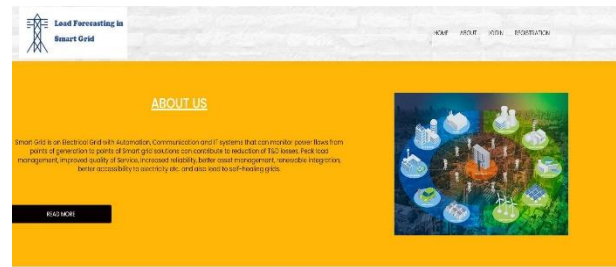 Load Forecasting in
Smart Grid
HOME ABOUT LOGIN REGISTRATION
ABOUT US
Smart Grid is an Electrical Grid with Automation, Communication and IT systems that can monitor power flows from
points of generation to points of Smart grid solutions can contribute to reduction of T&D losses. Peak load
management, improved quality of Service, increased reliability, better asset management, renewable integration,
better accessibility to electricity etc. and also lead to self-healing grids.
READ MORE